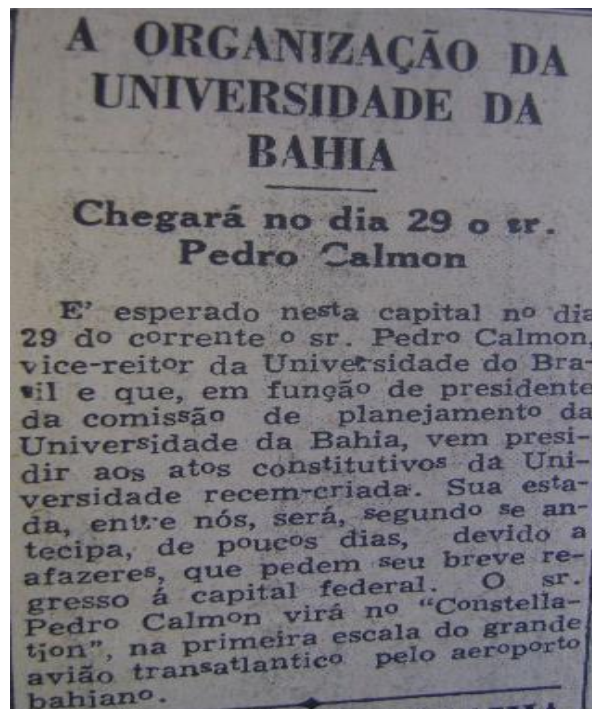 A ORGANIZAÇÃO DA
UNIVERSIDADE DA
BAHIA
Chegará no dia 29 o sr.
Pedro Calmon
E' esperado nesta capital no dia
29 do corrente o sr. Pedro Calmon,
vice-reitor da Universidade do Bra-
sil e que, em função de presidente
da comissão de planejamento da
Universidade da Bahia, vem presi-
dir aos atos constitutivos da Uni-
versidade recem-criada. Sua esta-
da, entre nós, será, segundo se an-
tecipa, de poucos dias, devido a
afazeres, que pedem seu breve re-
gresso á capital federal. O sr.
Pedro Calmon virá no "Constella-
tjon", na primeira escala do grande
avião transatlantico pelo aeroporto
bahiano.